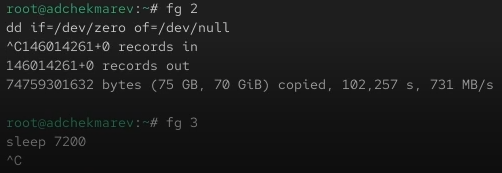 root@adchekmarev:~# fg 2
dd if=/dev/zero of=/dev/null
^C146014261+0 records in
146014261+0 records out
74759301632 bytes (75 GB, 70 GiB) copied, 102,257 s, 731 MB/s
root@adchekmarev:~# fg 3
sleep 7200
^C